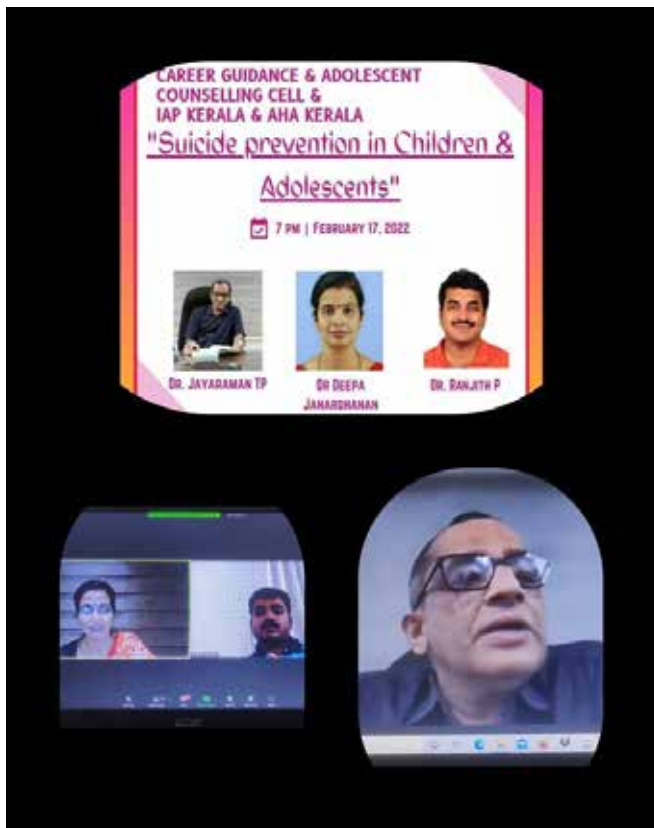 CAREER GUIDANCE & ADOLESCENT
COUNSELLING CELL &
IAP KERALA & AHA KERALA
"Suicide prevention in Children &
Adolescents"
7 PM | FEBRUARY 17, 2022
DR. JAYARAMAN TP
DR DEEPA
JANARDHANAN
DR. RANJITH P